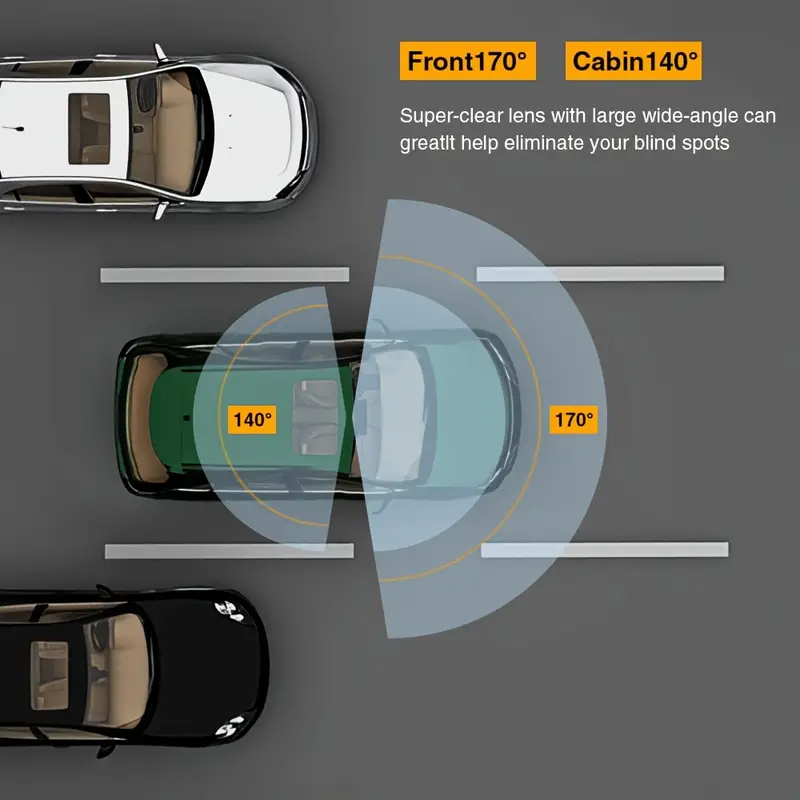 Front170° Cabin140°
Super-clear lens with large wide-angle can
greatlt help eliminate your blind spots
140°
170°